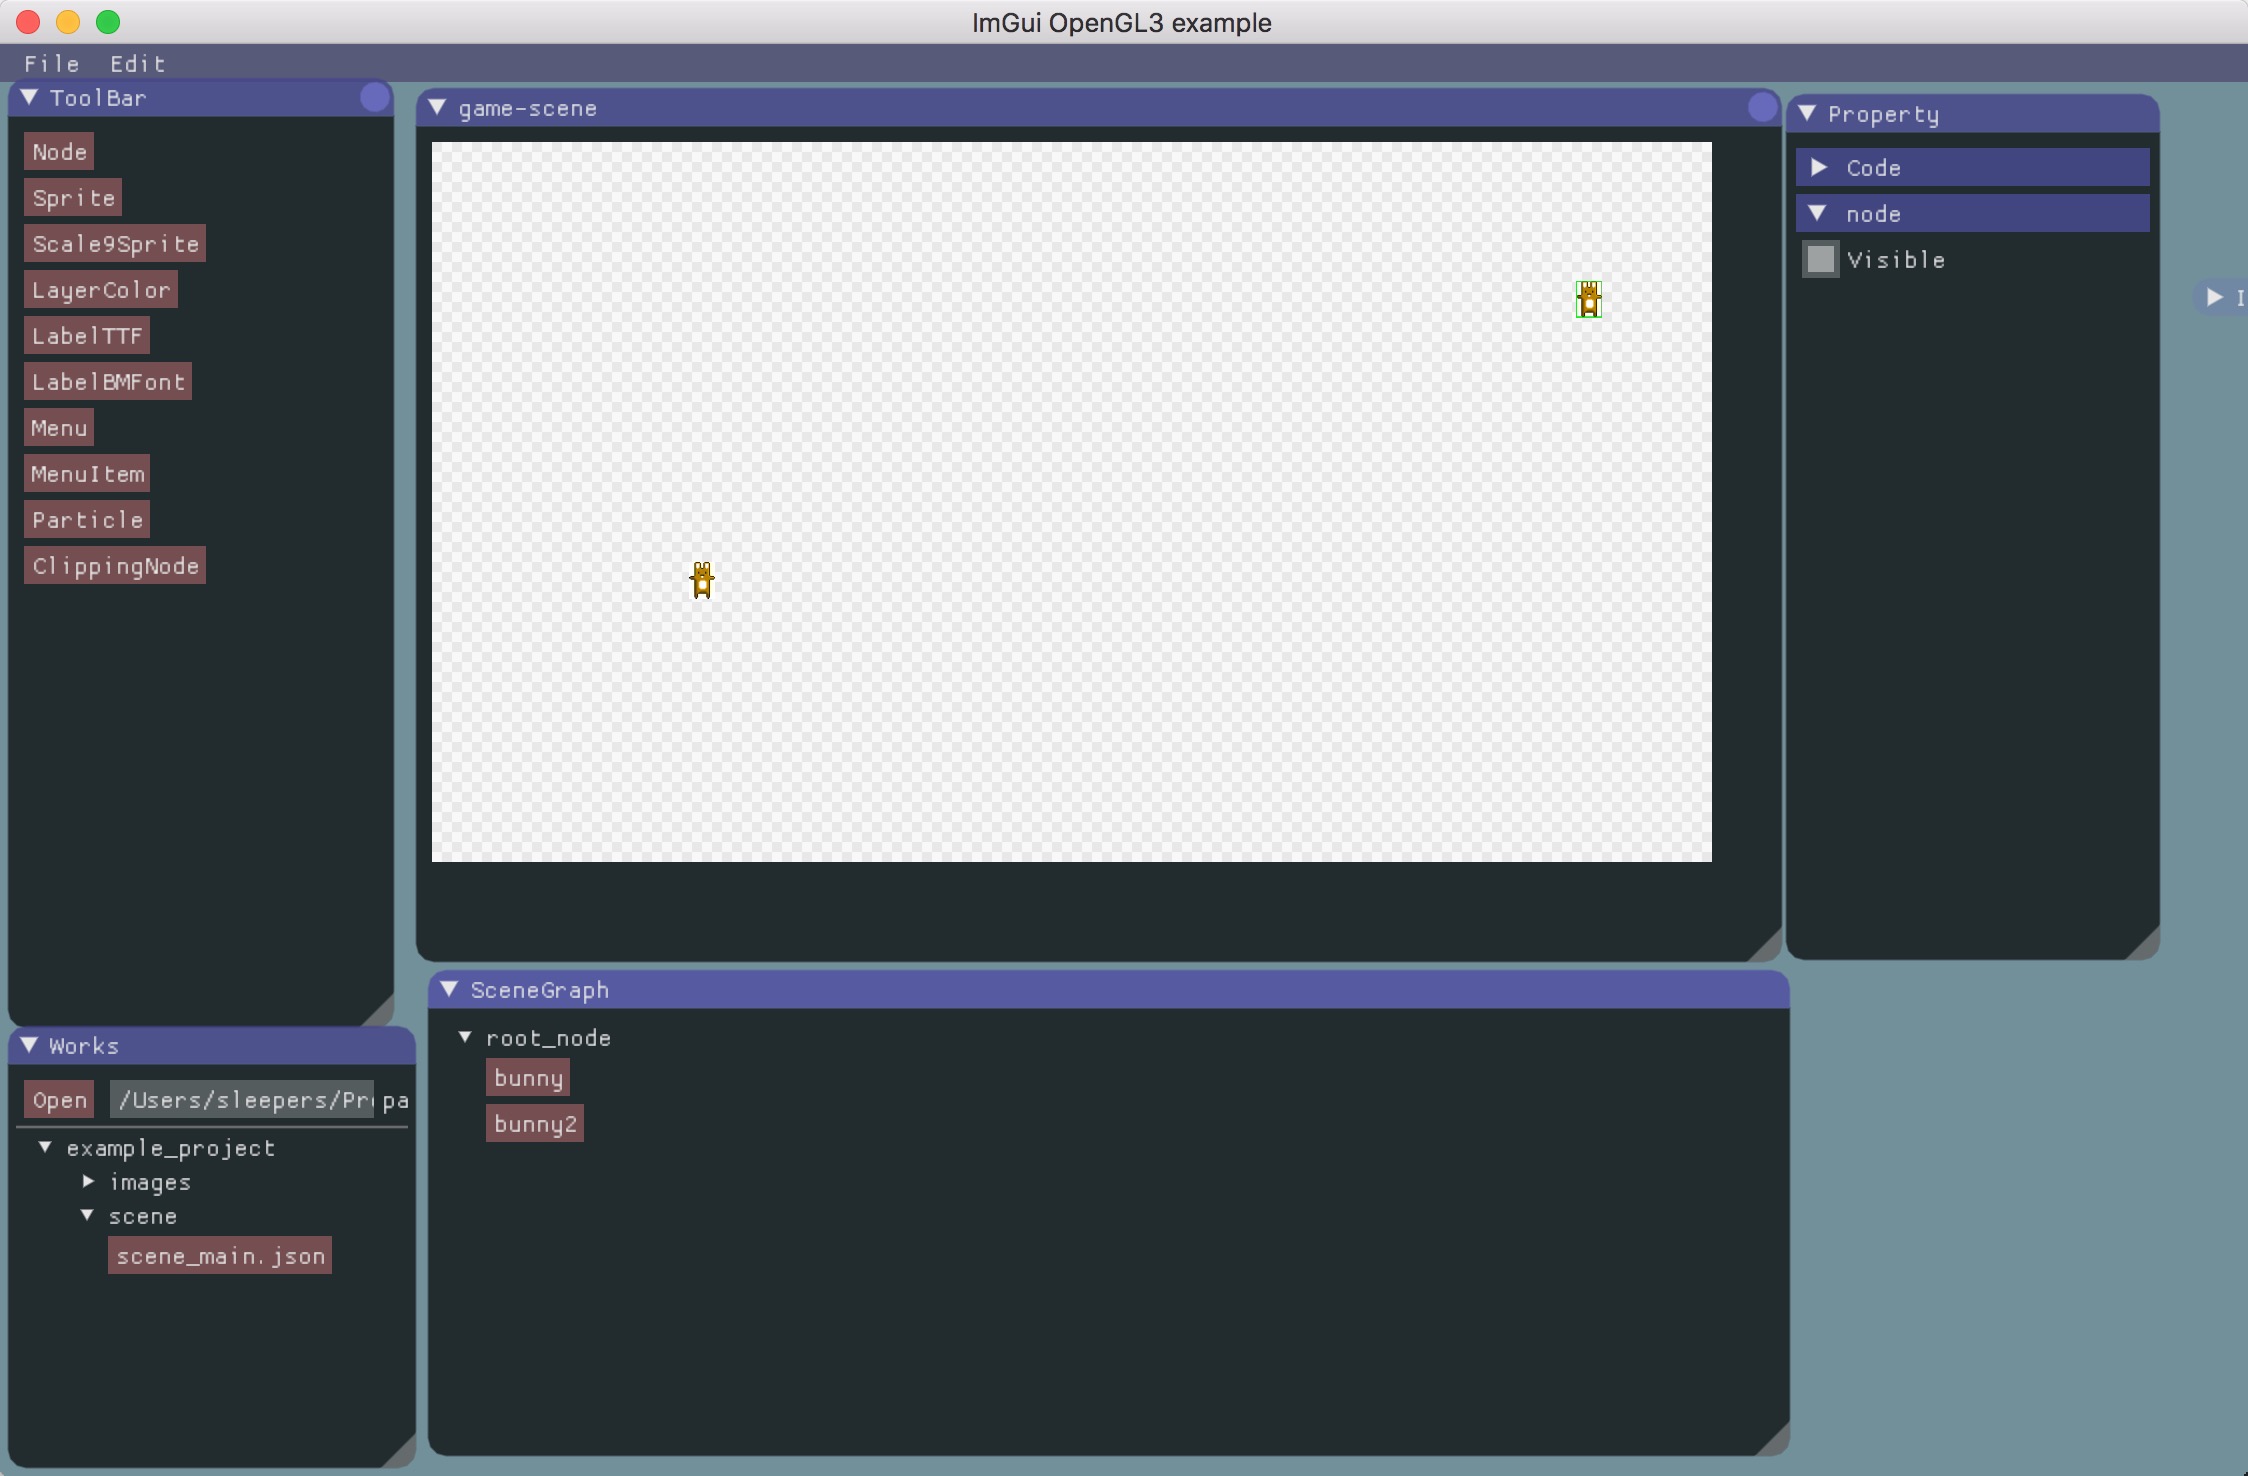 ImGui OpenGL3 example
File Edit
ToolBar
Node
Sprite
Scale9Sprite
LayerColor
LabelTTF
LabelBMFont
Menu
MenuItem
Particle
ClippingNode
game-scene
Property
Code
node
Visible
I
Works
Open /Users/sleepers/Pr pa
example_project
images
scene
scene_main.json
SceneGraph
root_node
bunny
bunny2